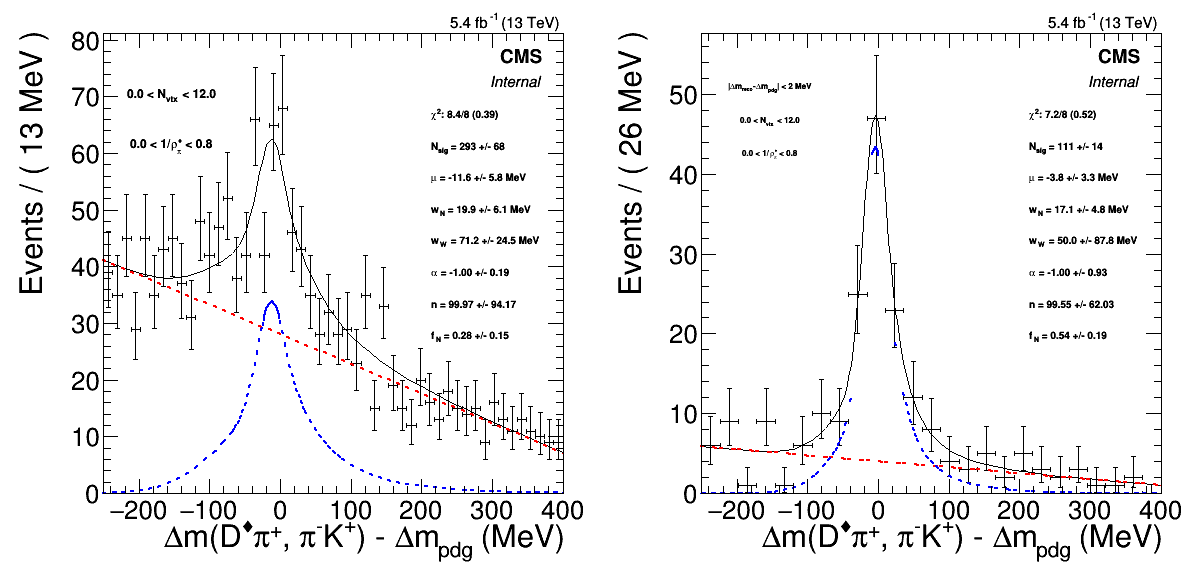 5.4 fb⁻¹ (13 TeV)
CMS
Internal
0.0 < N_vtx < 12.0
0.0 < 1/ρ*_π < 0.8
χ²: 8.4/8 (0.39)
N_sig = 293 +/- 68
μ = -11.6 +/- 5.8 MeV
w_N = 19.9 +/- 6.1 MeV
w_W = 71.2 +/- 24.5 MeV
α = -1.00 +/- 0.19
n = 99.97 +/- 94.17
f_N = 0.28 +/- 0.15
Events / ( 13 MeV )
80
70
60
50
40
30
20
10
0
−200 −100 0 100 200 300 400
Δm(D♦π⁺, π⁻K⁺) - Δm_pdg (MeV)
5.4 fb⁻¹ (13 TeV)
CMS
Internal
|Δm_reco-Δm_pdg| < 2 MeV
0.0 < N_vtx < 12.0
0.0 < 1/ρ*_π < 0.8
χ²: 7.2/8 (0.52)
N_sig = 111 +/- 14
μ = -3.8 +/- 3.3 MeV
w_N = 17.1 +/- 4.8 MeV
w_W = 50.0 +/- 87.8 MeV
α = -1.00 +/- 0.93
n = 99.55 +/- 62.03
f_N = 0.54 +/- 0.19
Events / ( 26 MeV )
50
40
30
20
10
0
−200 −100 0 100 200 300 400
Δm(D♦π⁺, π⁻K⁺) - Δm_pdg (MeV)